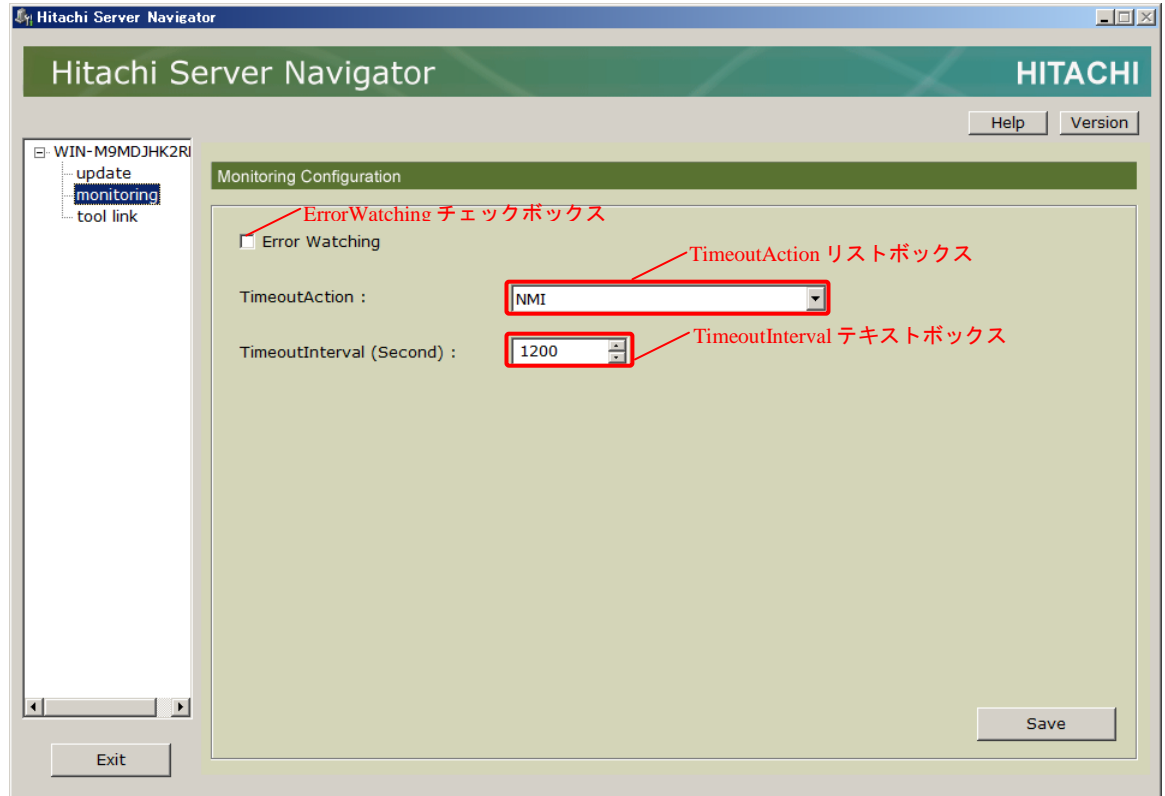 Hitachi Server Navigator
Hitachi Server Navigator
HITACHI
Help
Version
WIN-M9MDJHK2RI
update
monitoring
tool link
Monitoring Configuration
ErrorWatching チェックボックス
Error Watching
TimeoutAction リストボックス
TimeoutAction :
NMI
TimeoutInterval テキストボックス
TimeoutInterval (Second) :
1200
Save
Exit